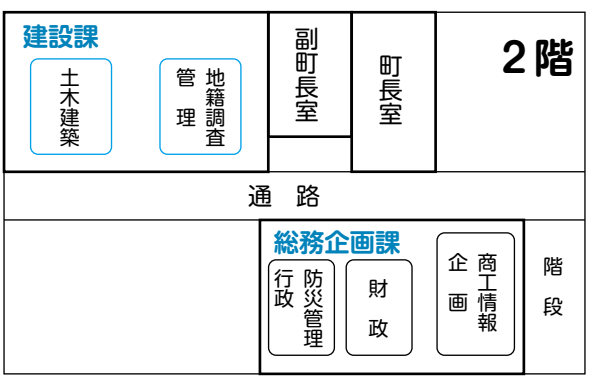 建設課
土木建築
地籍調査
管理
副町長室
町長室
2階
通路
総務企画課
防災管理
行政
財政
商工情報
企画
階段